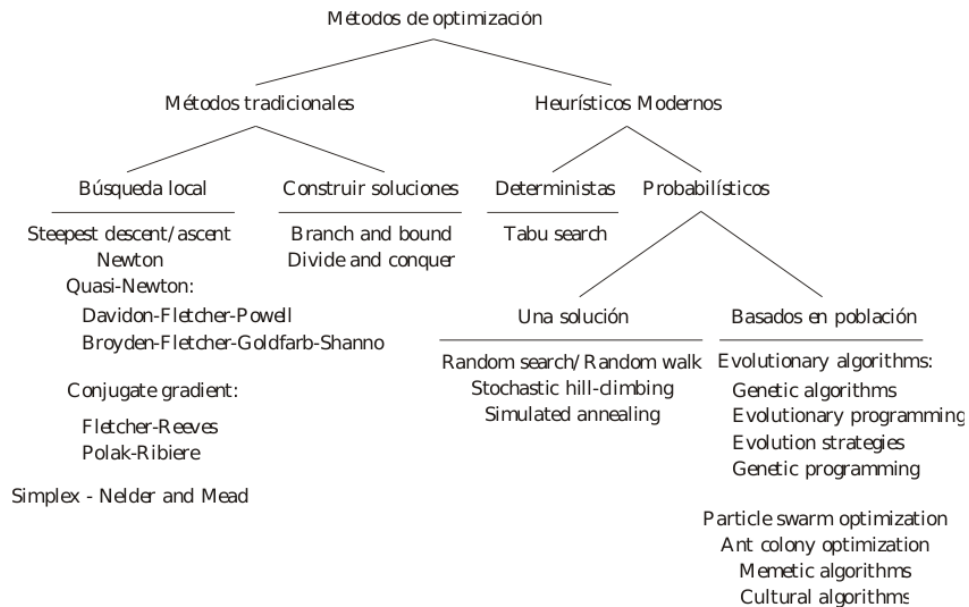 Métodos de optimización
Métodos tradicionales
Heurísticos Modernos
Búsqueda local
Construir soluciones
Deterministas
Probabilísticos
Steepest descent/ascent
Newton
Quasi-Newton:
Davidon-Fletcher-Powell
Broyden-Fletcher-Goldfarb-Shanno
Conjugate gradient:
Fletcher-Reeves
Polak-Ribiere
Simplex - Nelder and Mead
Branch and bound
Divide and conquer
Tabu search
Una solución
Basados en población
Random search/Random walk
Stochastic hill-climbing
Simulated annealing
Evolutionary algorithms:
Genetic algorithms
Evolutionary programming
Evolution strategies
Genetic programming
Particle swarm optimization
Ant colony optimization
Memetic algorithms
Cultural algorithms